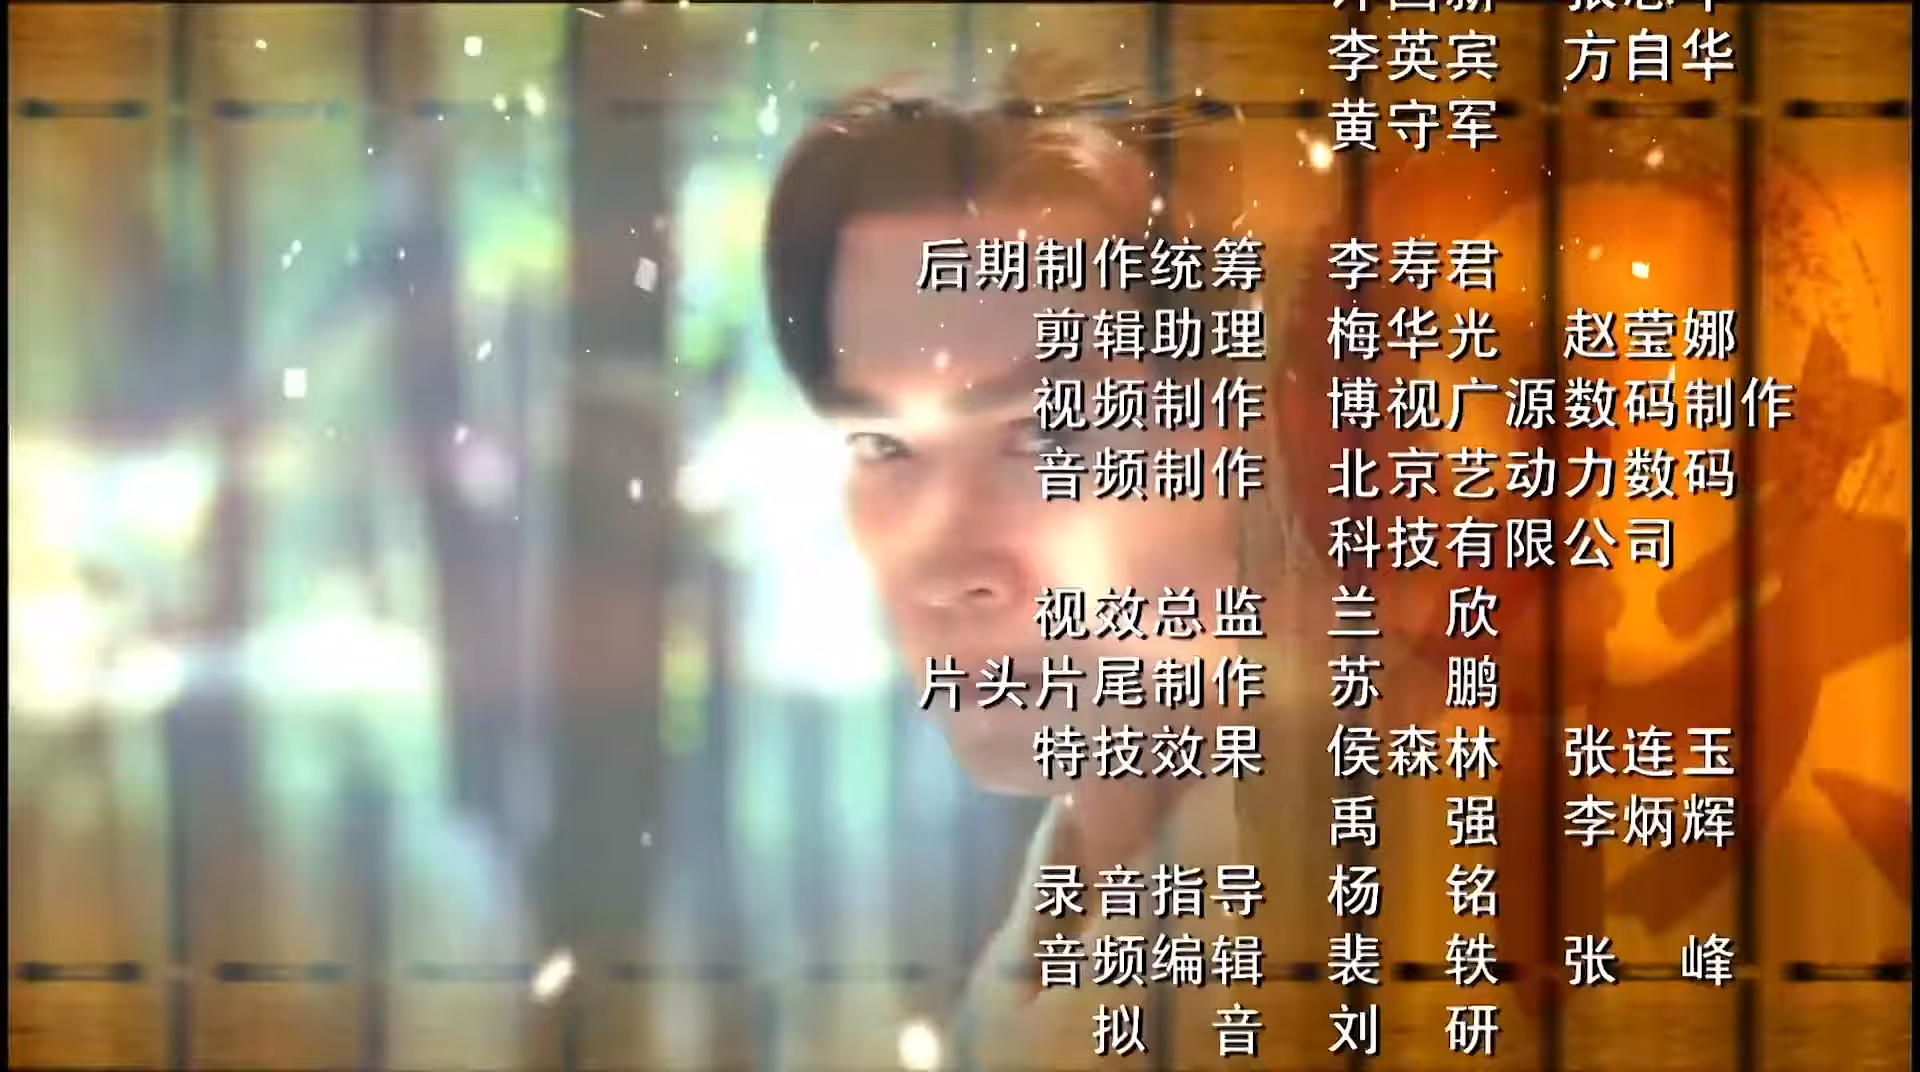 李英宾 方自华
黄守军
后期制作统筹 李寿君
剪辑助理 梅华光 赵莹娜
视频制作 博视广源数码制作
音频制作 北京艺动力数码
科技有限公司
视效总监 兰 欣
片头片尾制作 苏 鹏
特技效果 侯森林 张连玉
禹 强 李炳辉
录音指导 杨 铭
音频编辑 裴 轶 张 峰
拟 音 刘 研